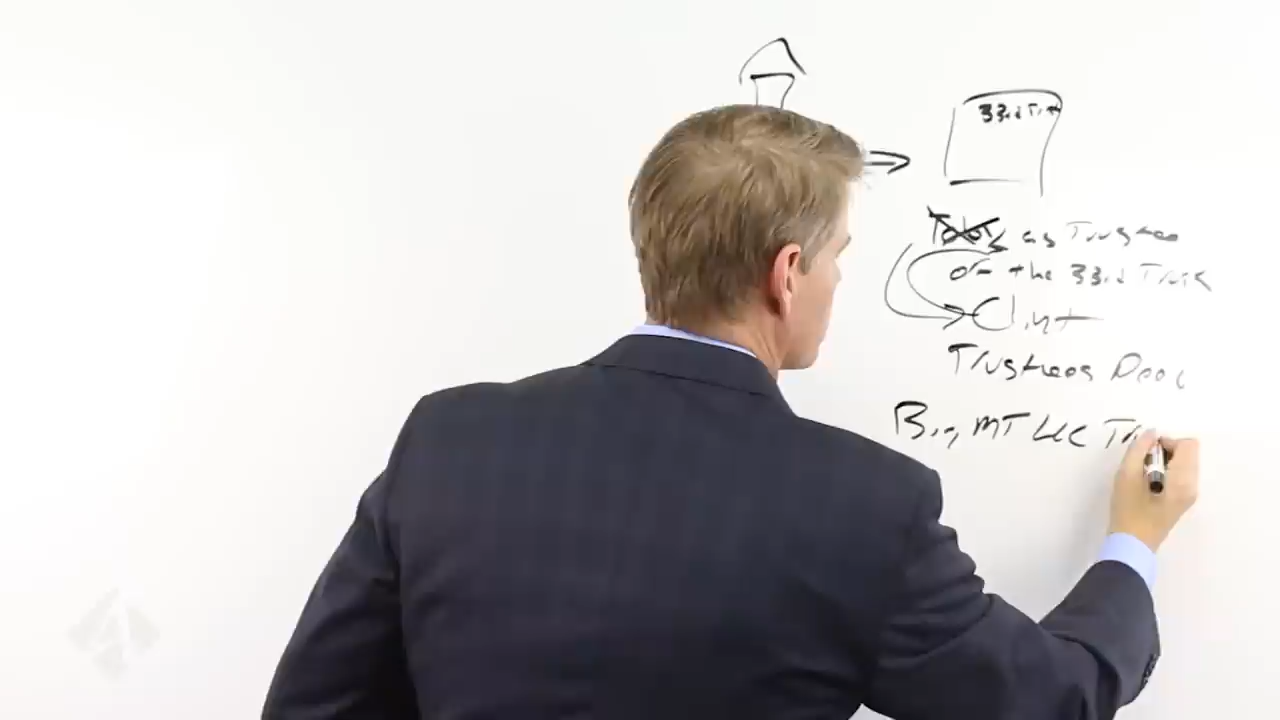 33rd Trust
as Trustee
of the 33rd Trust
Clint
Trustees Deed
Big MT LLC Tr